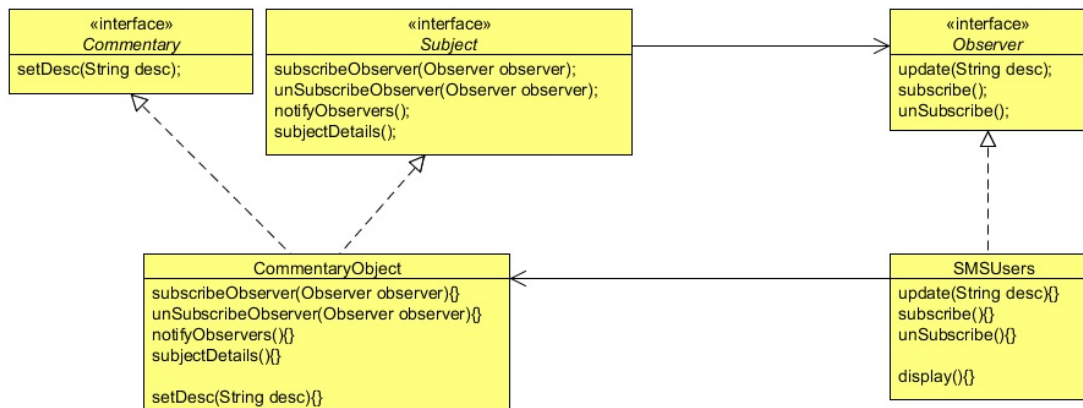 «interface»
Commentary
setDesc(String desc);
«interface»
Subject
subscribeObserver(Observer observer);
unSubscribeObserver(Observer observer);
notifyObservers();
subjectDetails();
«interface»
Observer
update(String desc);
subscribe();
unSubscribe();
CommentaryObject
subscribeObserver(Observer observer){}
unSubscribeObserver(Observer observer){}
notifyObservers(){}
subjectDetails(){}
setDesc(String desc){}
SMSUsers
update(String desc){}
subscribe(){}
unSubscribe(){}
display(){}